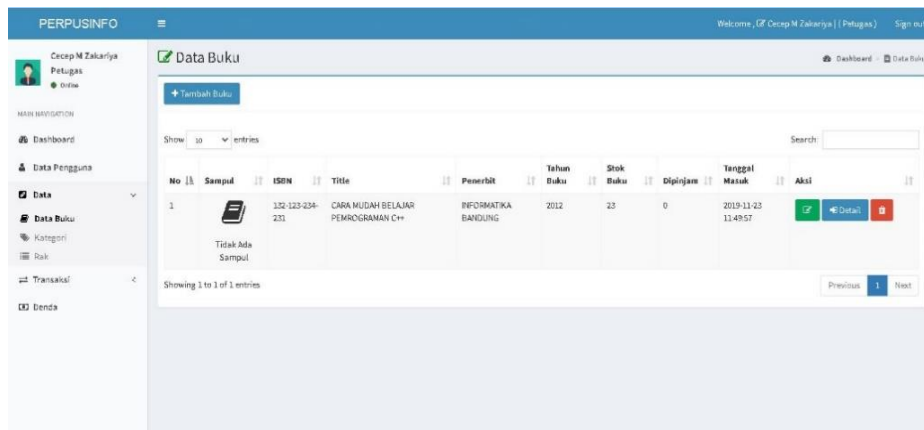 PERPUSINFO
Welcome, Cecep M Zakariya | ( Petugas )
Sign out
Cecep M Zakariya
Petugas
Online
MAIN NAVIGATION
Dashboard
Data Pengguna
Data
Data Buku
Kategori
Rak
Transaksi
Denda
Data Buku
Dashboard
Data Buku
+ Tambah Buku
Show 10 entries
Search:
No Sampul ISBN Title Penerbit Tahun Buku Stok Buku Dipinjam Tanggal Masuk Aksi
1 132-123-234- CARA MUDAH BELAJAR INFORMATIKA 2012 23 0 2019-11-23 Detail
231 PEMROGRAMAN C++ BANDUNG 11:49:57
Tidak Ada
Sampul
Showing 1 to 1 of 1 entries
Previous 1 Next